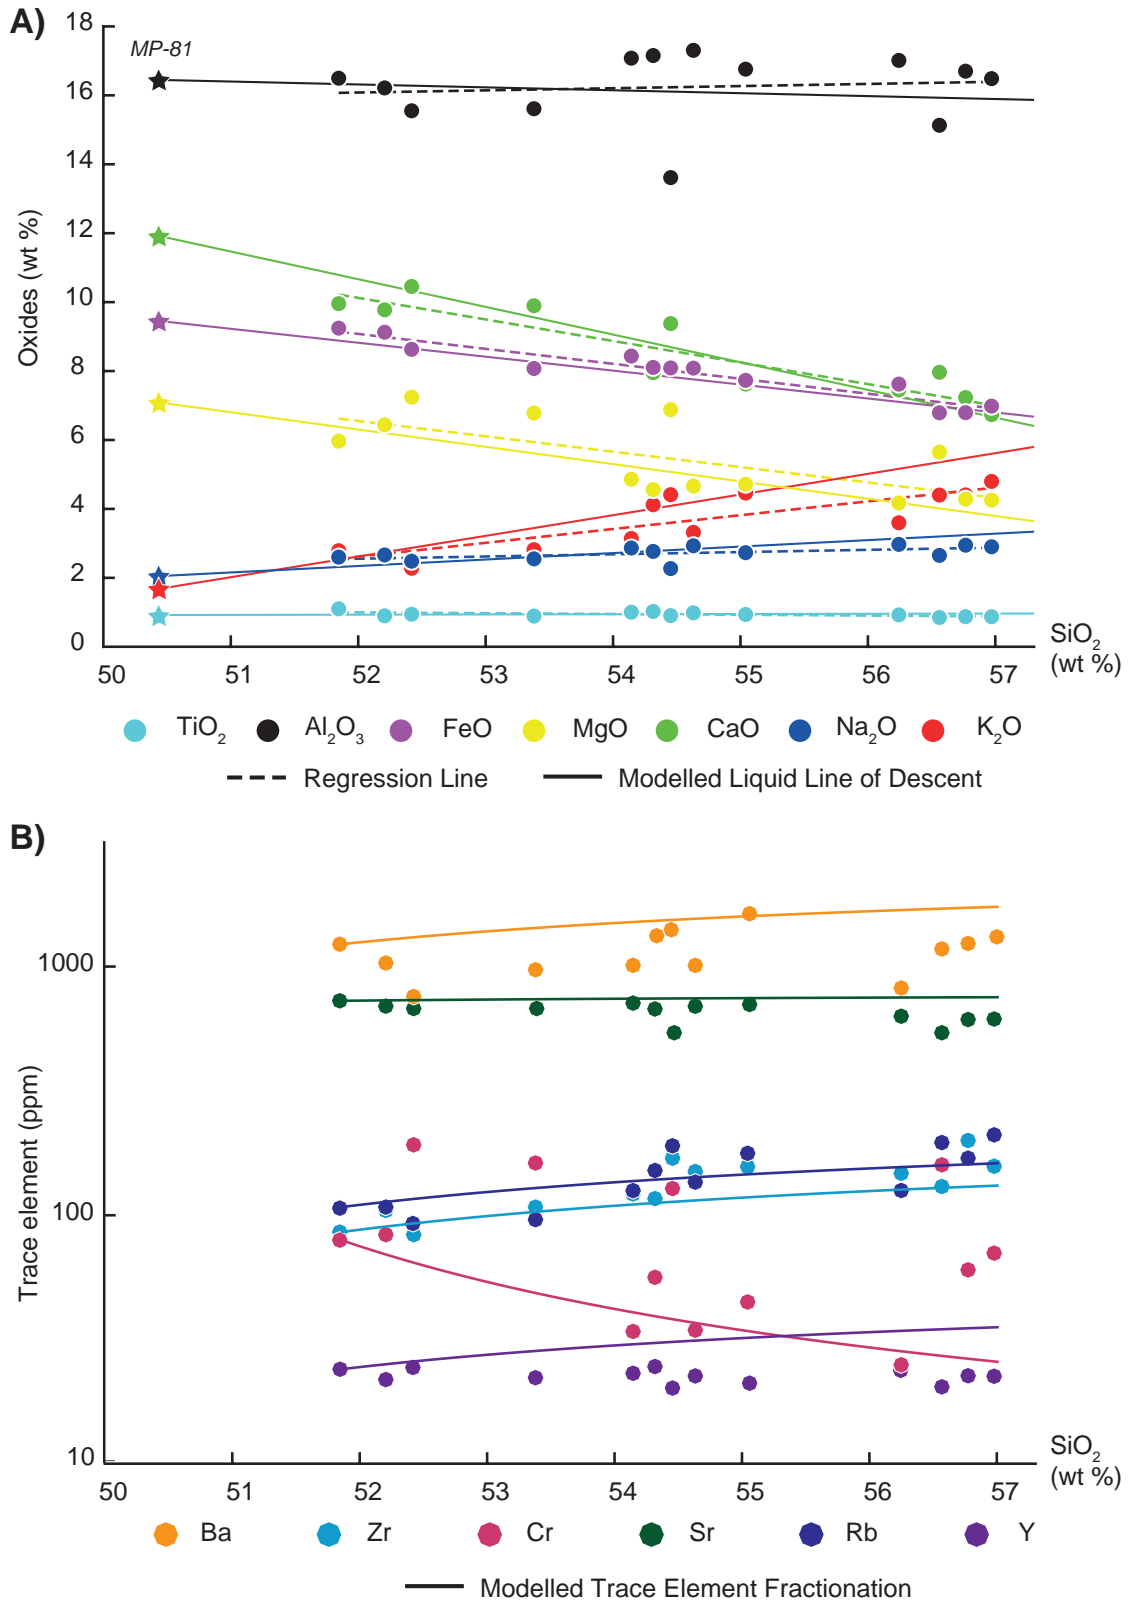 A)
18
MP-81
16
14
12
10
8
6
4
2
0
Oxides (wt %)
50 51 52 53 54 55 56 57
SiO₂
(wt %)
TiO₂ Al₂O₃ FeO MgO CaO Na₂O K₂O
Regression Line Modelled Liquid Line of Descent
B)
1000
100
10
Trace element (ppm)
50 51 52 53 54 55 56 57
SiO₂
(wt %)
Ba Zr Cr Sr Rb Y
Modelled Trace Element Fractionation